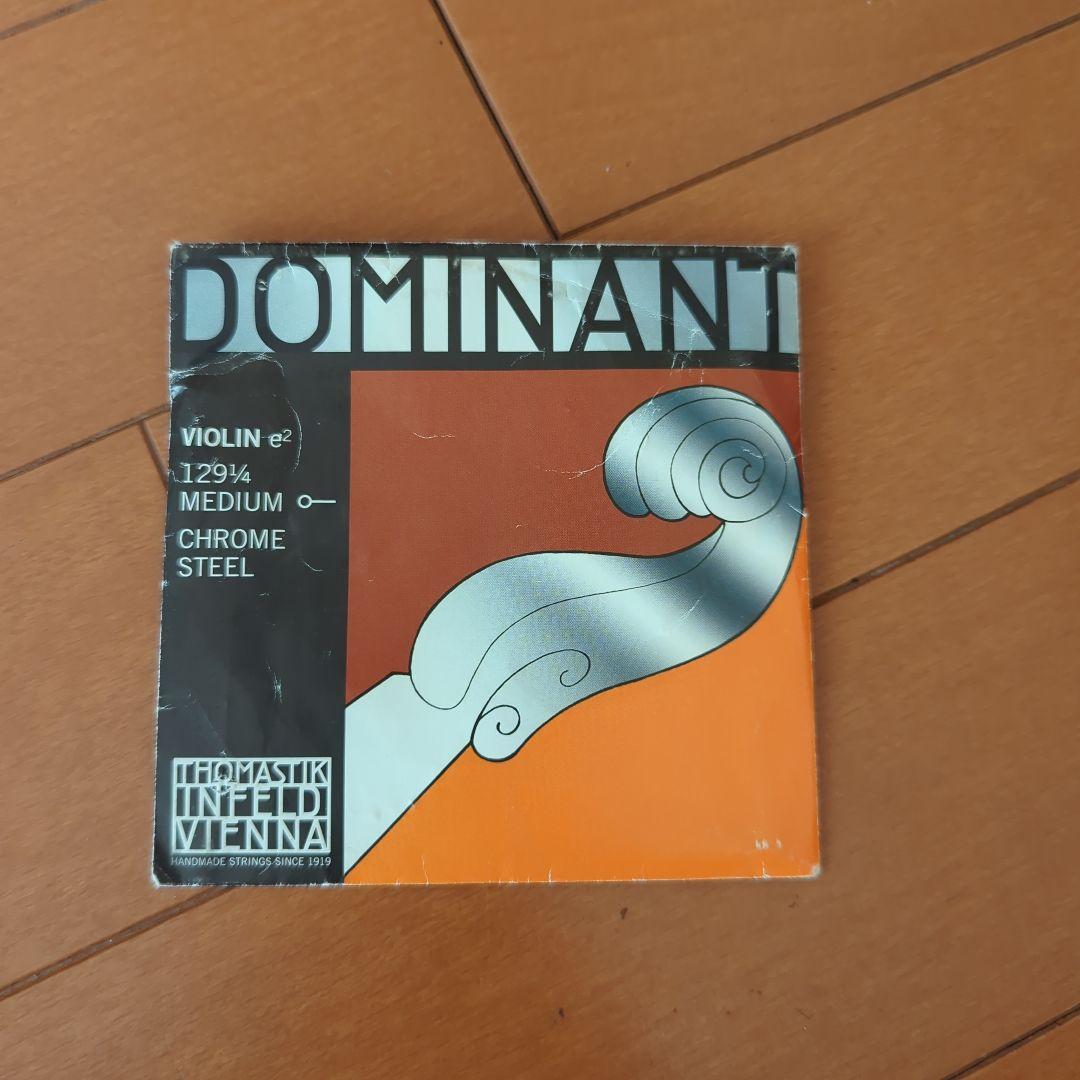 DOMINANT
VIOLIN e²
129¼
MEDIUM
CHROME
STEEL
THOMASTIK
INFELD
VIENNA
HANDMADE STRINGS SINCE 1919